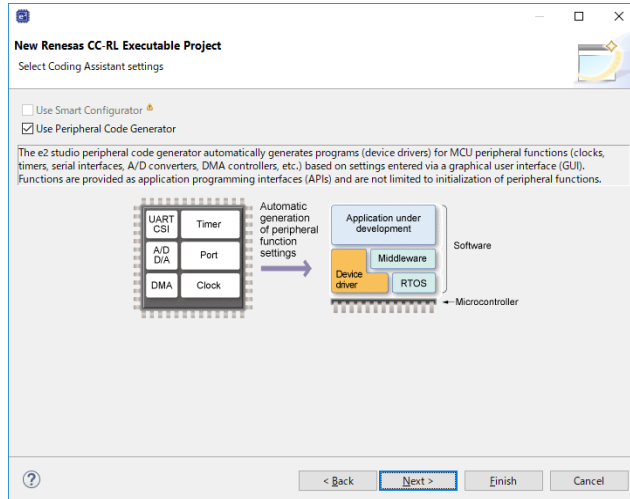 New Renesas CC-RL Executable Project
Select Coding Assistant settings
Use Smart Configurator
Use Peripheral Code Generator
The e2 studio peripheral code generator automatically generates programs (device drivers) for MCU peripheral functions (clocks,
timers, serial interfaces, A/D converters, DMA controllers, etc.) based on settings entered via a graphical user interface (GUI).
Functions are provided as application programming interfaces (APIs) and are not limited to initialization of peripheral functions.
UART
CSI
Timer
A/D
D/A
Port
DMA
Clock
Automatic
generation
of peripheral
function
settings
Application under
development
Middleware
Device
driver
RTOS
Software
Microcontroller
?
< Back
Next >
Finish
Cancel